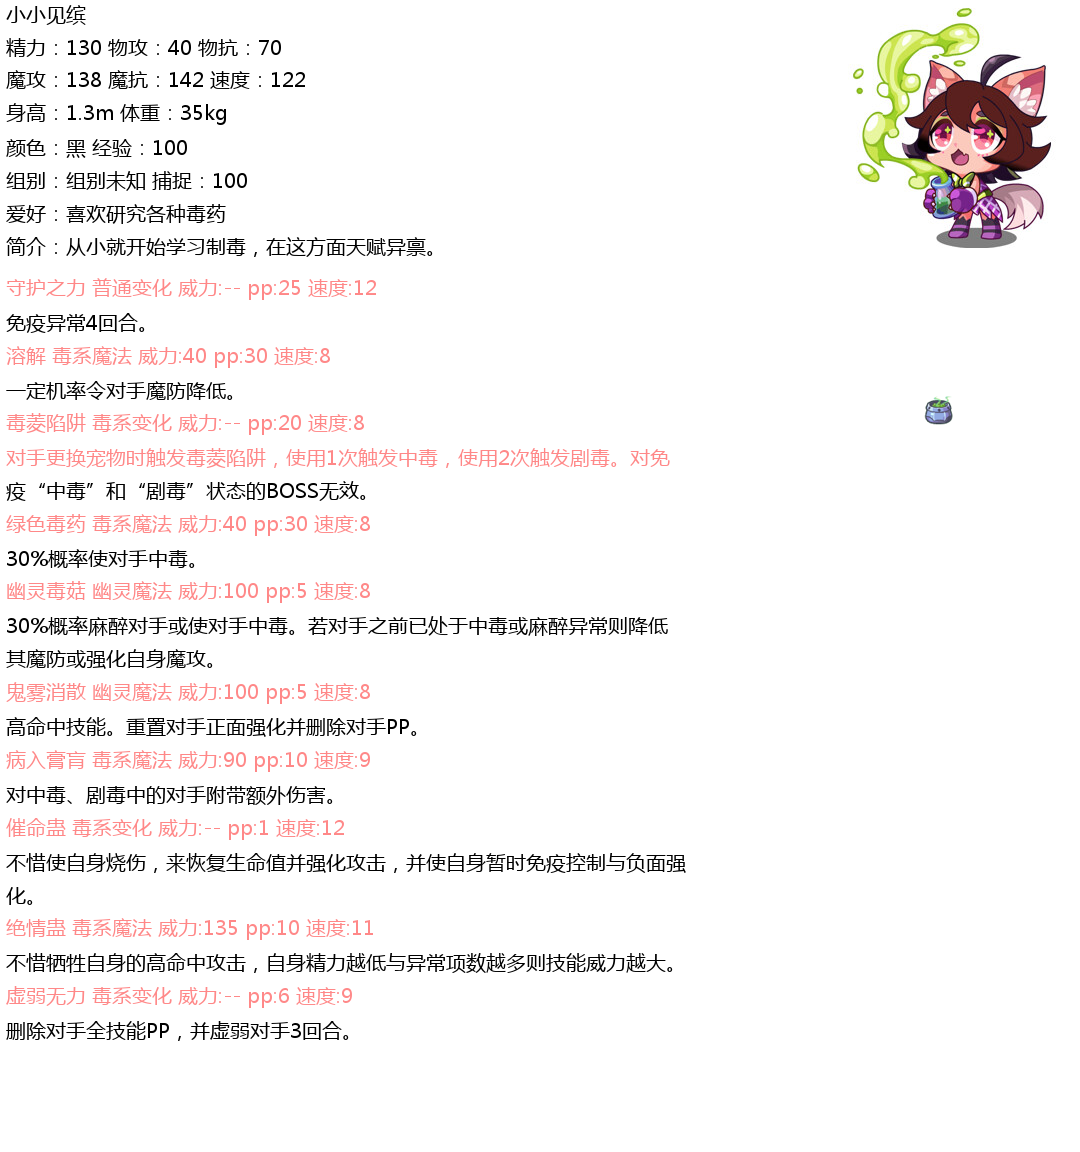 小小见缤
精力：130 物攻：40 物抗：70
魔攻：138 魔抗：142 速度：122
身高：1.3m 体重：35kg
颜色：黑 经验：100
组别：组别未知 捕捉：100
爱好：喜欢研究各种毒药
简介：从小就开始学习制毒，在这方面天赋异禀。
守护之力 普通变化 威力:-- pp:25 速度:12
免疫异常4回合。
溶解 毒系魔法 威力:40 pp:30 速度:8
一定机率令对手魔防降低。
毒菱陷阱 毒系变化 威力:-- pp:20 速度:8
对手更换宠物时触发毒菱陷阱，使用1次触发中毒，使用2次触发剧毒。对免
疫“中毒”和“剧毒”状态的BOSS无效。
绿色毒药 毒系魔法 威力:40 pp:30 速度:8
30%概率使对手中毒。
幽灵毒菇 幽灵魔法 威力:100 pp:5 速度:8
30%概率麻醉对手或使对手中毒。若对手之前已处于中毒或麻醉异常则降低
其魔防或强化自身魔攻。
鬼雾消散 幽灵魔法 威力:100 pp:5 速度:8
高命中技能。重置对手正面强化并删除对手PP。
病入膏肓 毒系魔法 威力:90 pp:10 速度:9
对中毒、剧毒中的对手附带额外伤害。
催命蛊 毒系变化 威力:-- pp:1 速度:12
不惜使自身烧伤，来恢复生命值并强化攻击，并使自身暂时免疫控制与负面强
化。
绝情蛊 毒系魔法 威力:135 pp:10 速度:11
不惜牺牲自身的高命中攻击，自身精力越低与异常项数越多则技能威力越大。
虚弱无力 毒系变化 威力:-- pp:6 速度:9
删除对手全技能PP，并虚弱对手3回合。